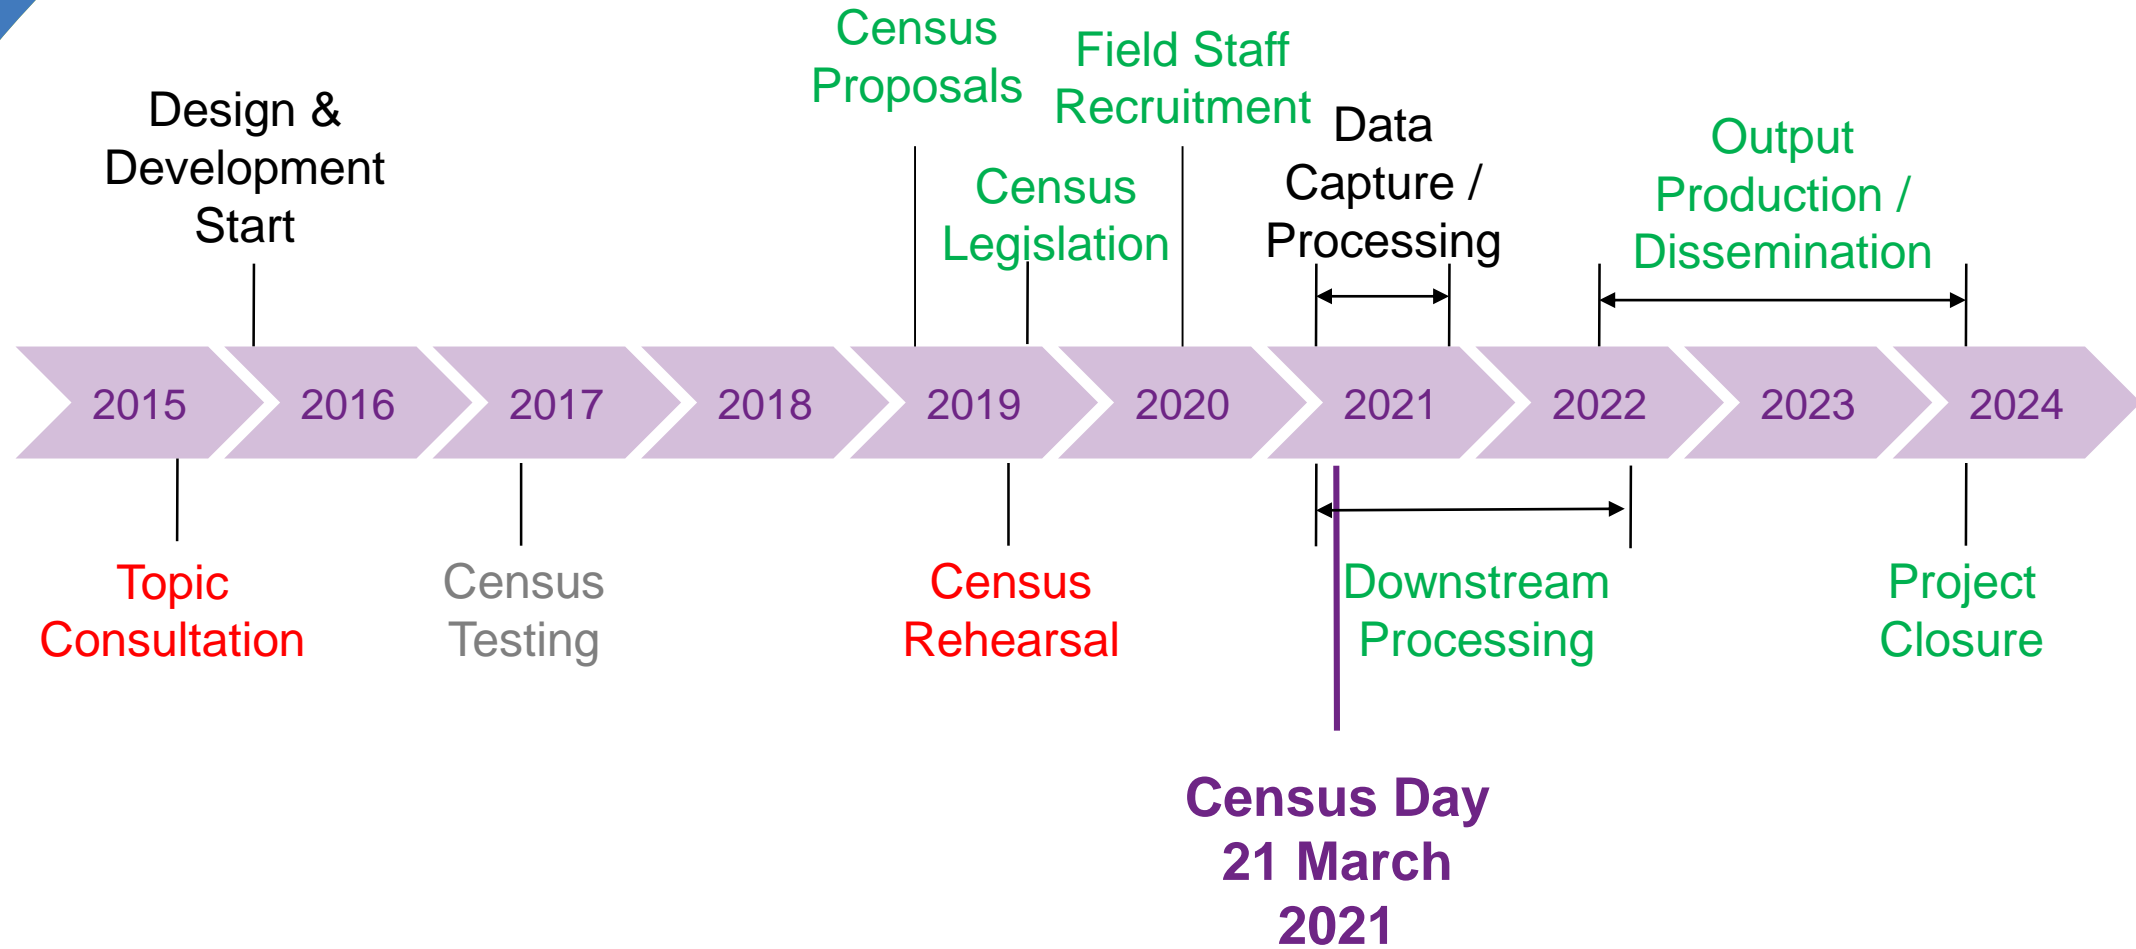 Census
Proposals
Field Staff
Recruitment
Design &
Development
Start
Census
Legislation
Data
Capture /
Processing
Output
Production /
Dissemination
2015
2016
2017
2018
2019
2020
2021
2022
2023
2024
Topic
Consultation
Census
Testing
Census
Rehearsal
Downstream
Processing
Project
Closure
Census Day
21 March
2021